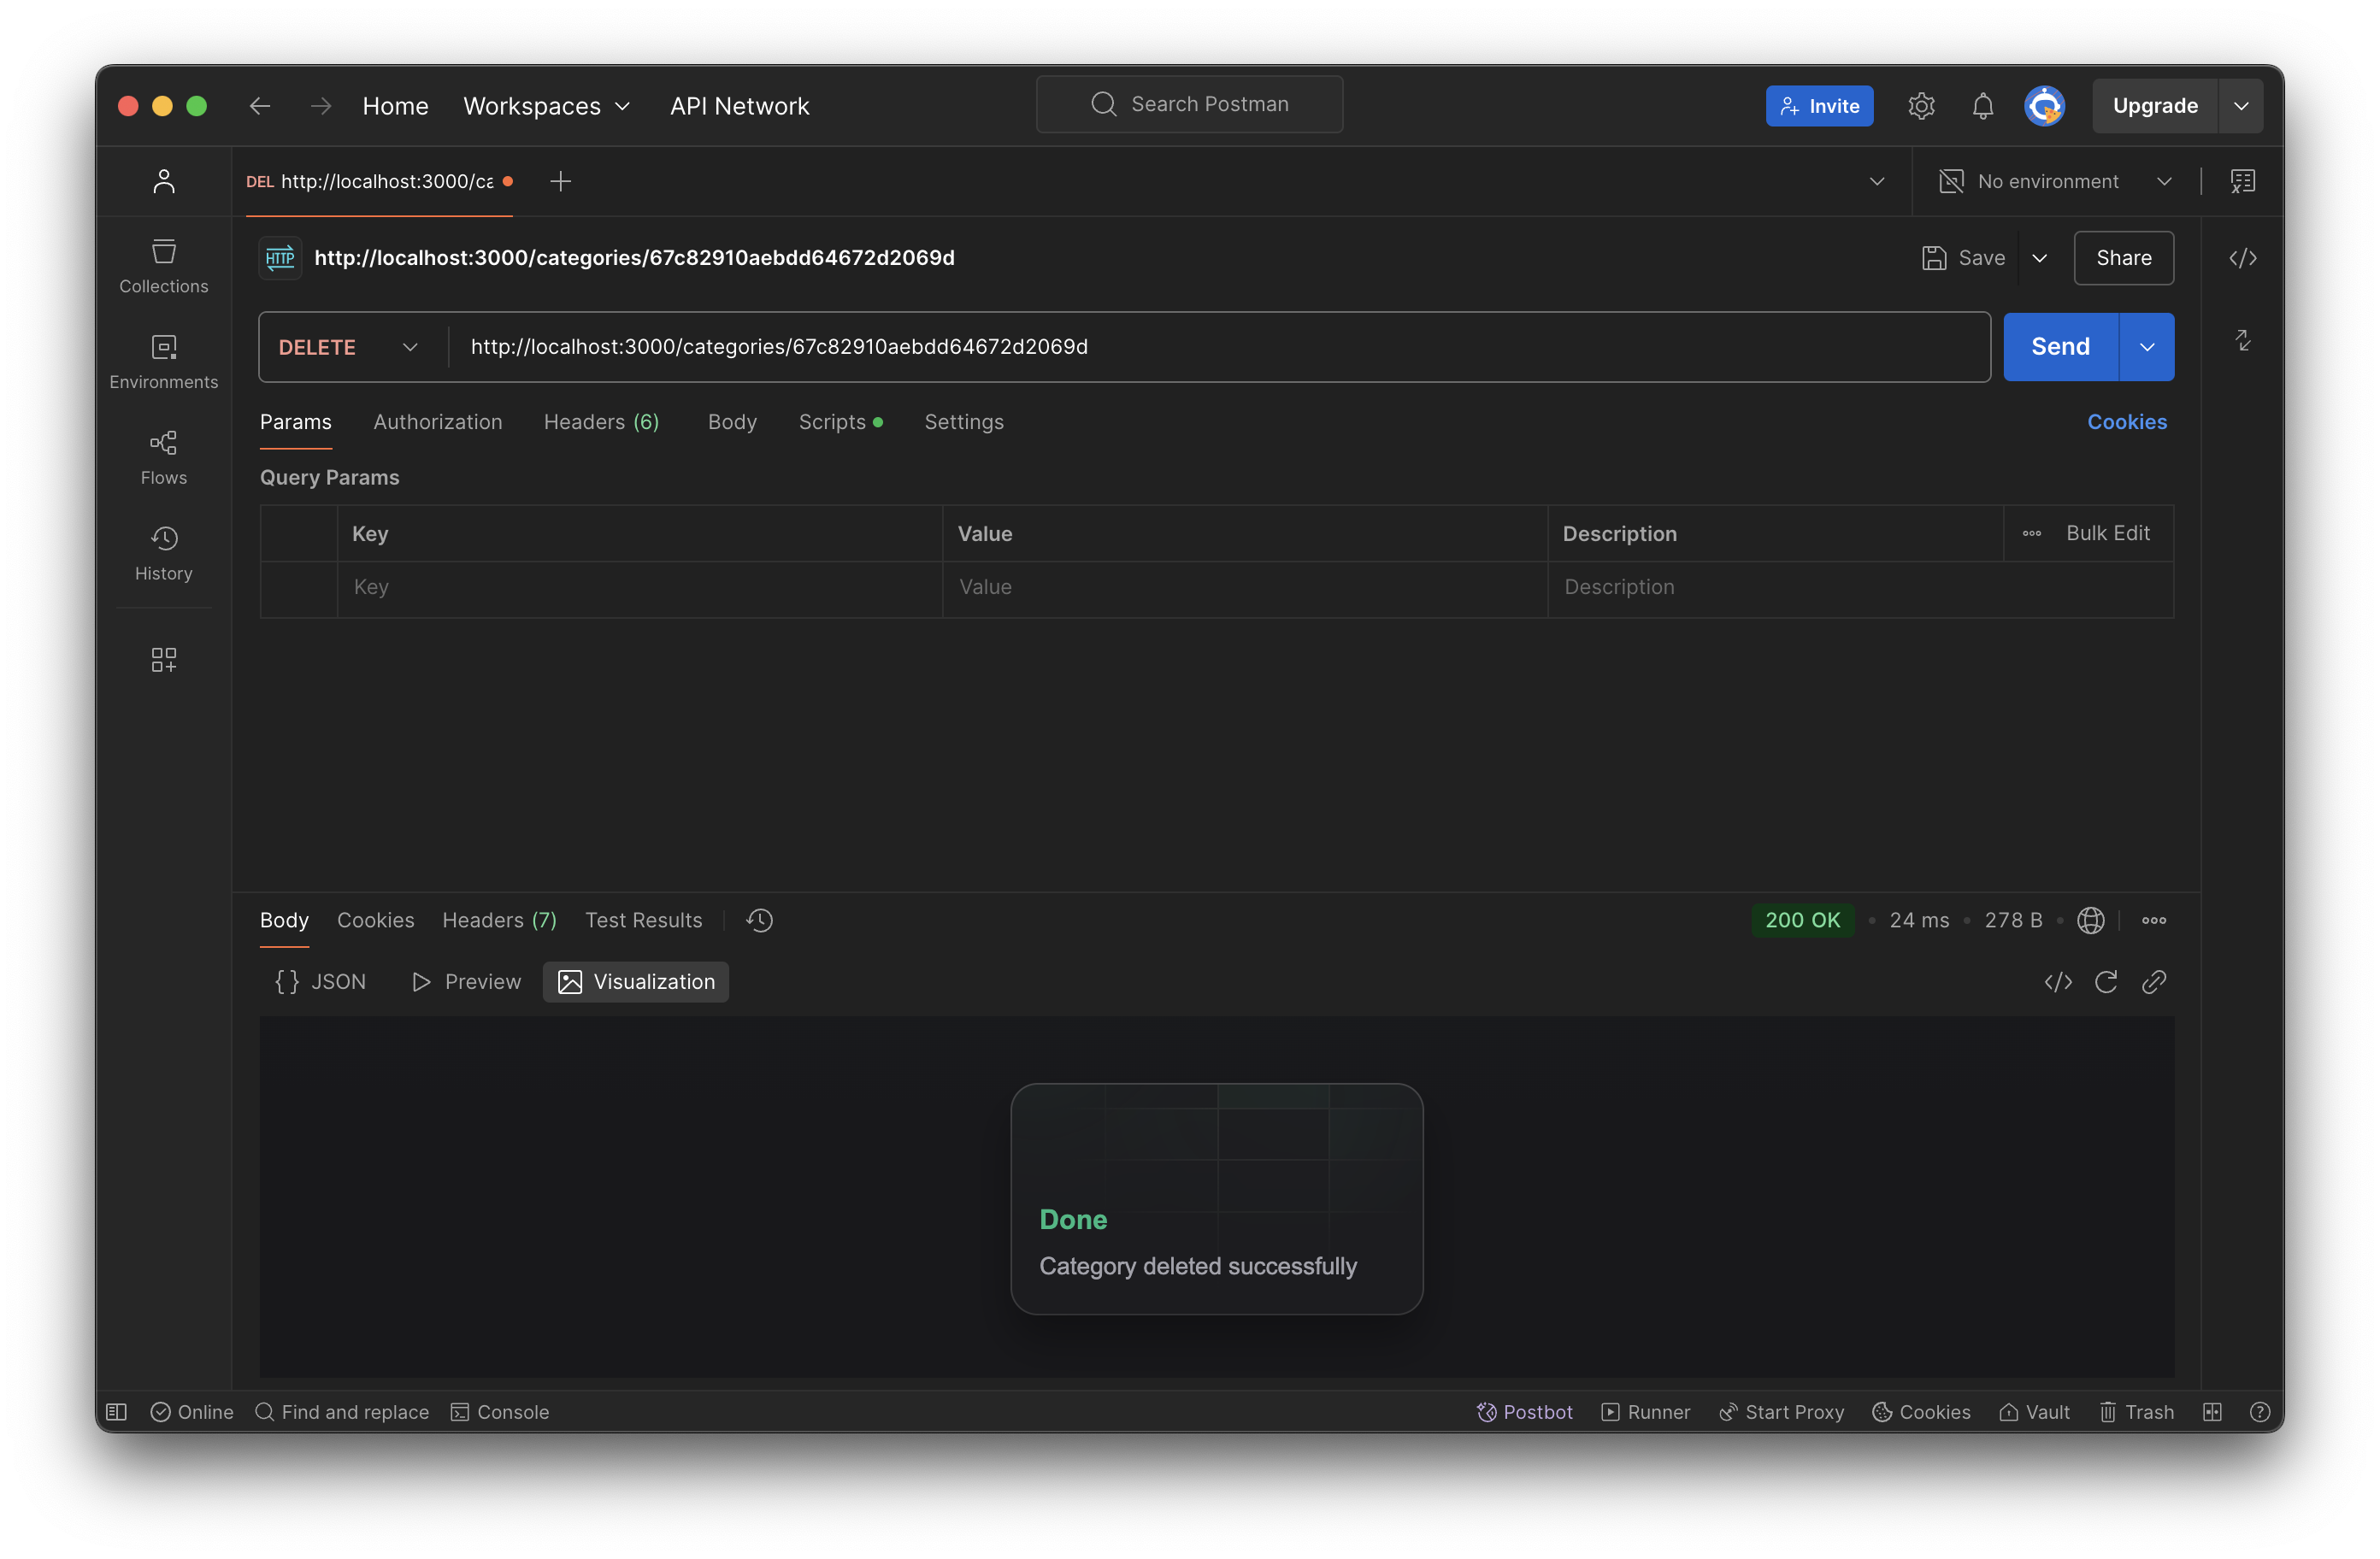 Home Workspaces API Network Search Postman Invite Upgrade
DEL http://localhost:3000/ca No environment
HTTP http://localhost:3000/categories/67c82910aebdd64672d2069d Save Share
Collections
Environments
Flows
History
DELETE http://localhost:3000/categories/67c82910aebdd64672d2069d Send
Params Authorization Headers (6) Body Scripts Settings Cookies
Query Params
Key Value Description Bulk Edit
Key Value Description
Body Cookies Headers (7) Test Results 200 OK • 24 ms • 278 B
{} JSON Preview Visualization
Done
Category deleted successfully
Online Find and replace Console Postbot Runner Start Proxy Cookies Vault Trash